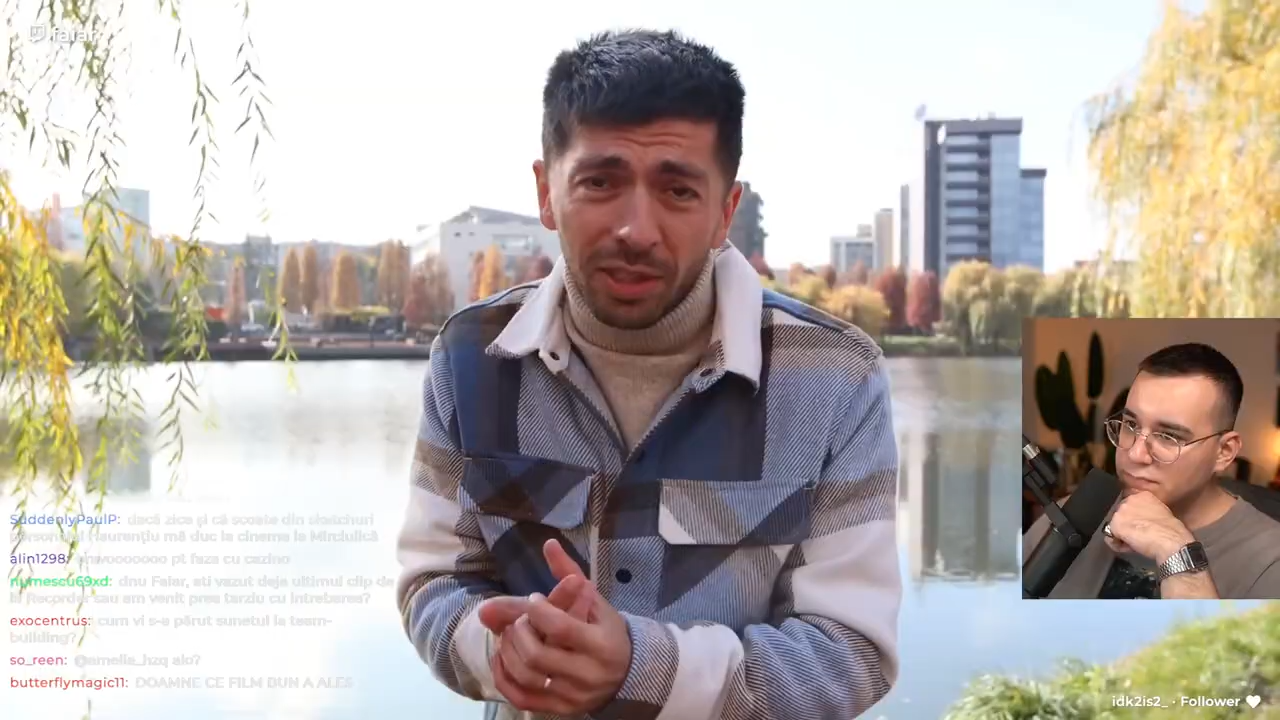 faiar
SuddenlyPaulP: dacă zice și că scoate din sketchuri
personajul Laurențiu mă duc la cinema la Mirciulică
alin1298: bravoooooo pt faza cu cazino
numescu69xd: dnu Faiar, ati vazut deja ultimul clip de
la Recorder sau am venit prea tarziu cu intrebarea?
exocentrus: cum vi s-a părut sunetul la team-
building?
so_reen: @amelia_hzq alo?
butterflymagic11: DOAMNE CE FILM BUN A ALES
idk2is2_ · Follower